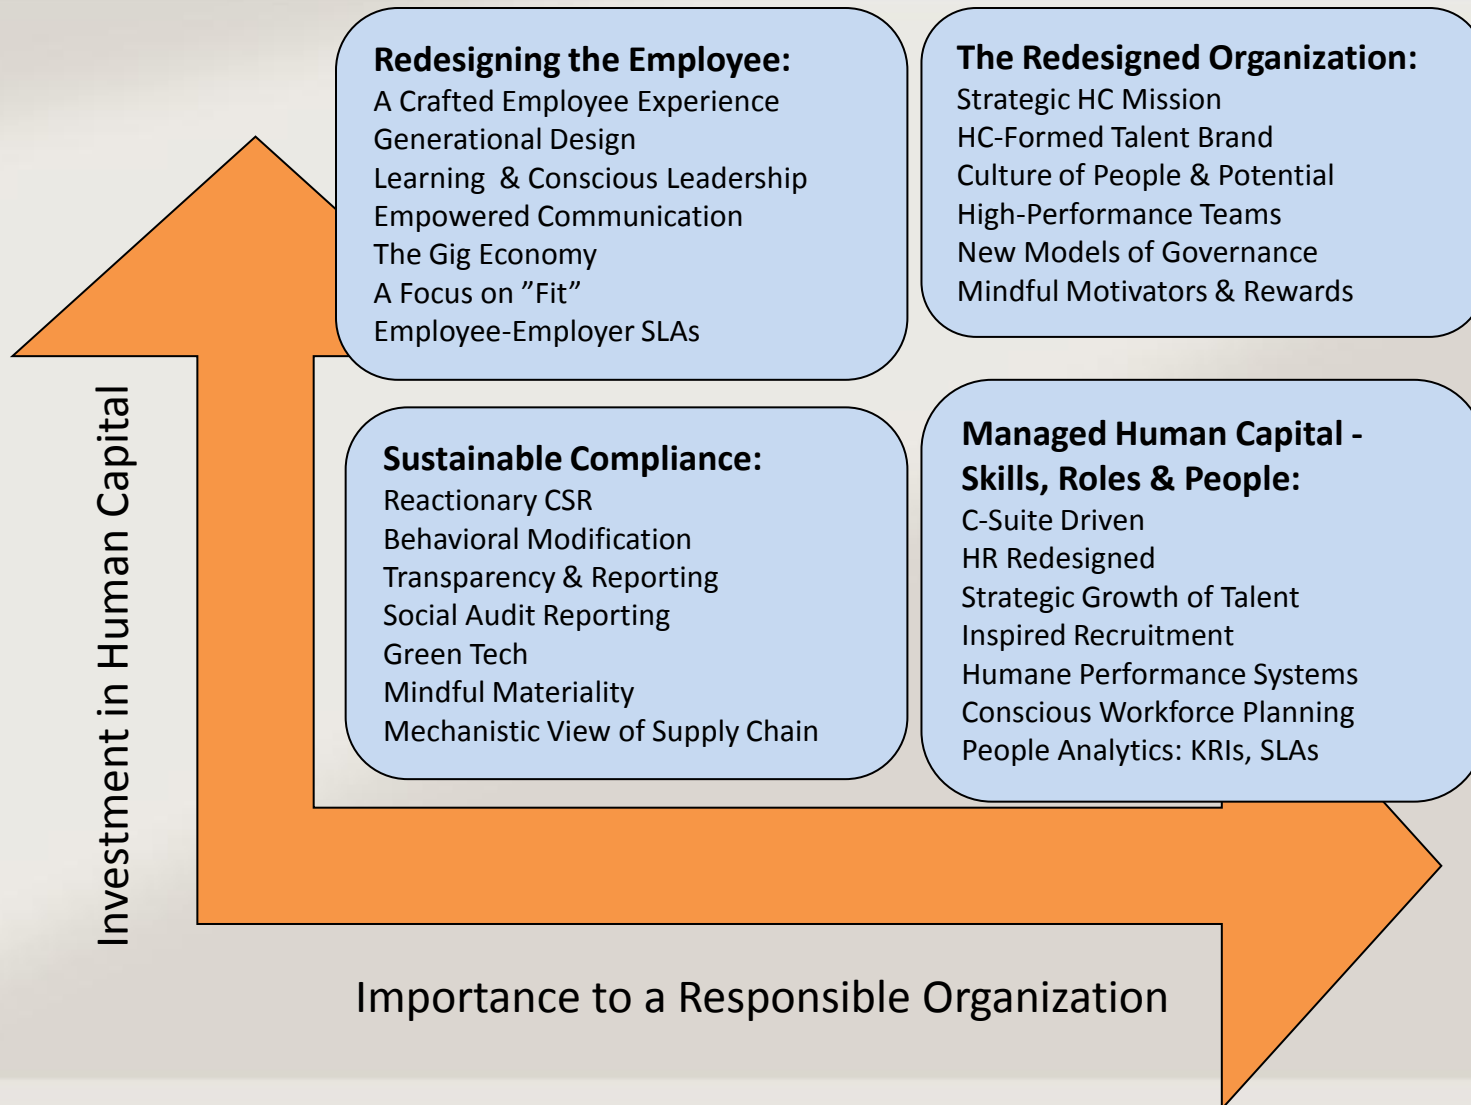 Redesigning the Employee:
A Crafted Employee Experience
Generational Design
Learning & Conscious Leadership
Empowered Communication
The Gig Economy
A Focus on ”Fit”
Employee-Employer SLAs
The Redesigned Organization:
Strategic HC Mission
HC-Formed Talent Brand
Culture of People & Potential
High-Performance Teams
New Models of Governance
Mindful Motivators & Rewards
Sustainable Compliance:
Reactionary CSR
Behavioral Modification
Transparency & Reporting
Social Audit Reporting
Green Tech
Mindful Materiality
Mechanistic View of Supply Chain
Managed Human Capital -
Skills, Roles & People:
C-Suite Driven
HR Redesigned
Strategic Growth of Talent
Inspired Recruitment
Humane Performance Systems
Conscious Workforce Planning
People Analytics: KRIs, SLAs
Investment in Human Capital
Importance to a Responsible Organization